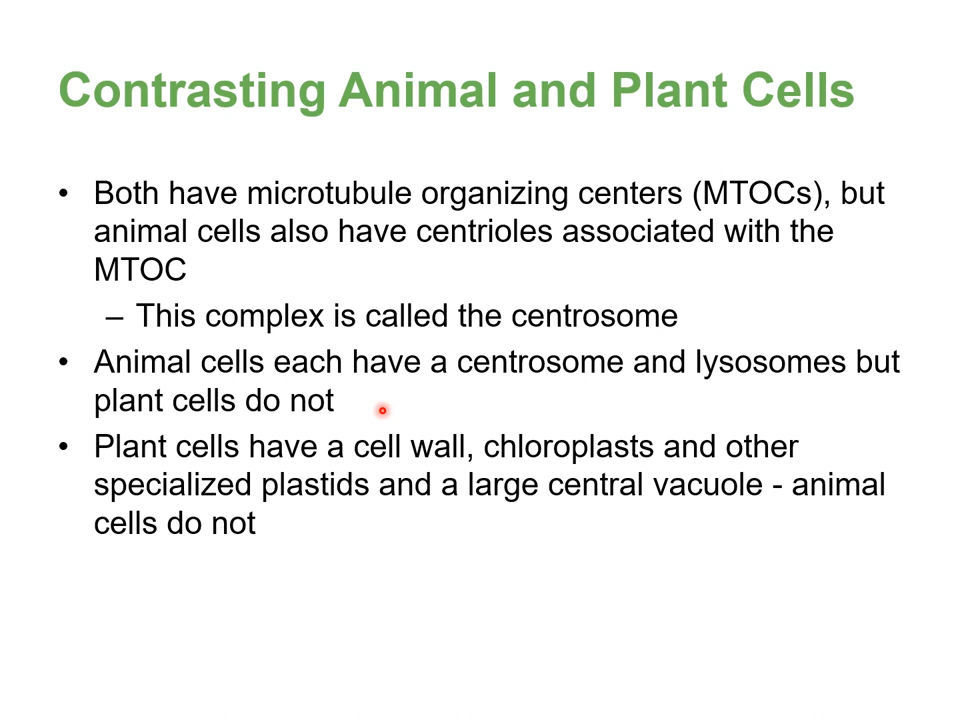 Contrasting Animal and Plant Cells
• Both have microtubule organizing centers (MTOCs), but
animal cells also have centrioles associated with the
MTOC
– This complex is called the centrosome
• Animal cells each have a centrosome and lysosomes but
plant cells do not
• Plant cells have a cell wall, chloroplasts and other
specialized plastids and a large central vacuole - animal
cells do not